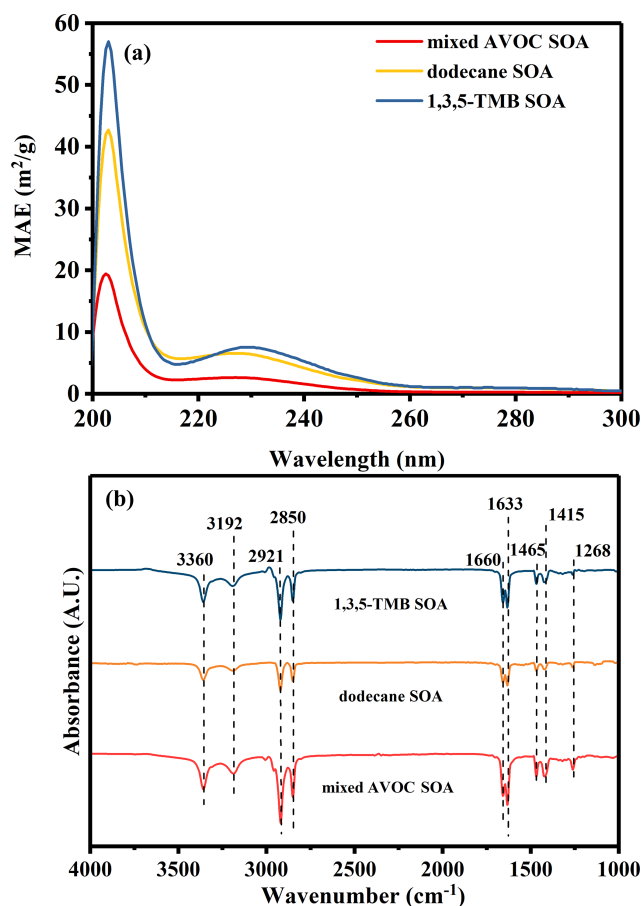 (a)
mixed AVOC SOA
dodecane SOA
1,3,5-TMB SOA
MAE (m²/g)
60
50
40
30
20
10
0
200 220 240 260 280 300
Wavelength (nm)
(b)
3360 3192 2921 2850 1660 1633 1465 1415 1268
1,3,5-TMB SOA
dodecane SOA
mixed AVOC SOA
Absorbance (A.U.)
4000 3500 3000 2500 2000 1500 1000
Wavenumber (cm⁻¹)